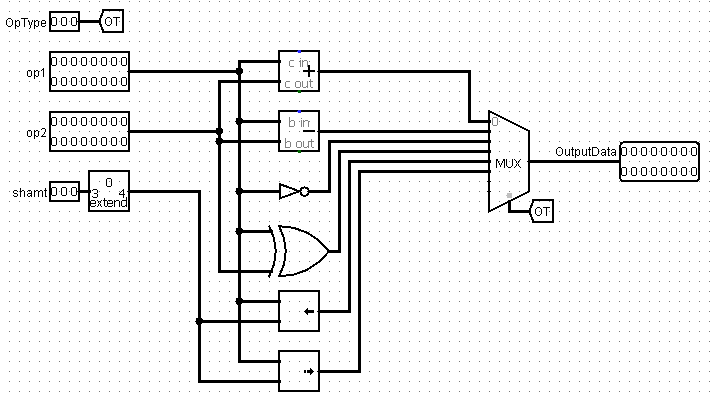 OpType 000 OT
op1 00000000
00000000
c in
+
c out
op2 00000000
00000000
b in
−
b out
0
MUX
OutputData 00000000
00000000
shamt 000
0
3 4
extend
OT